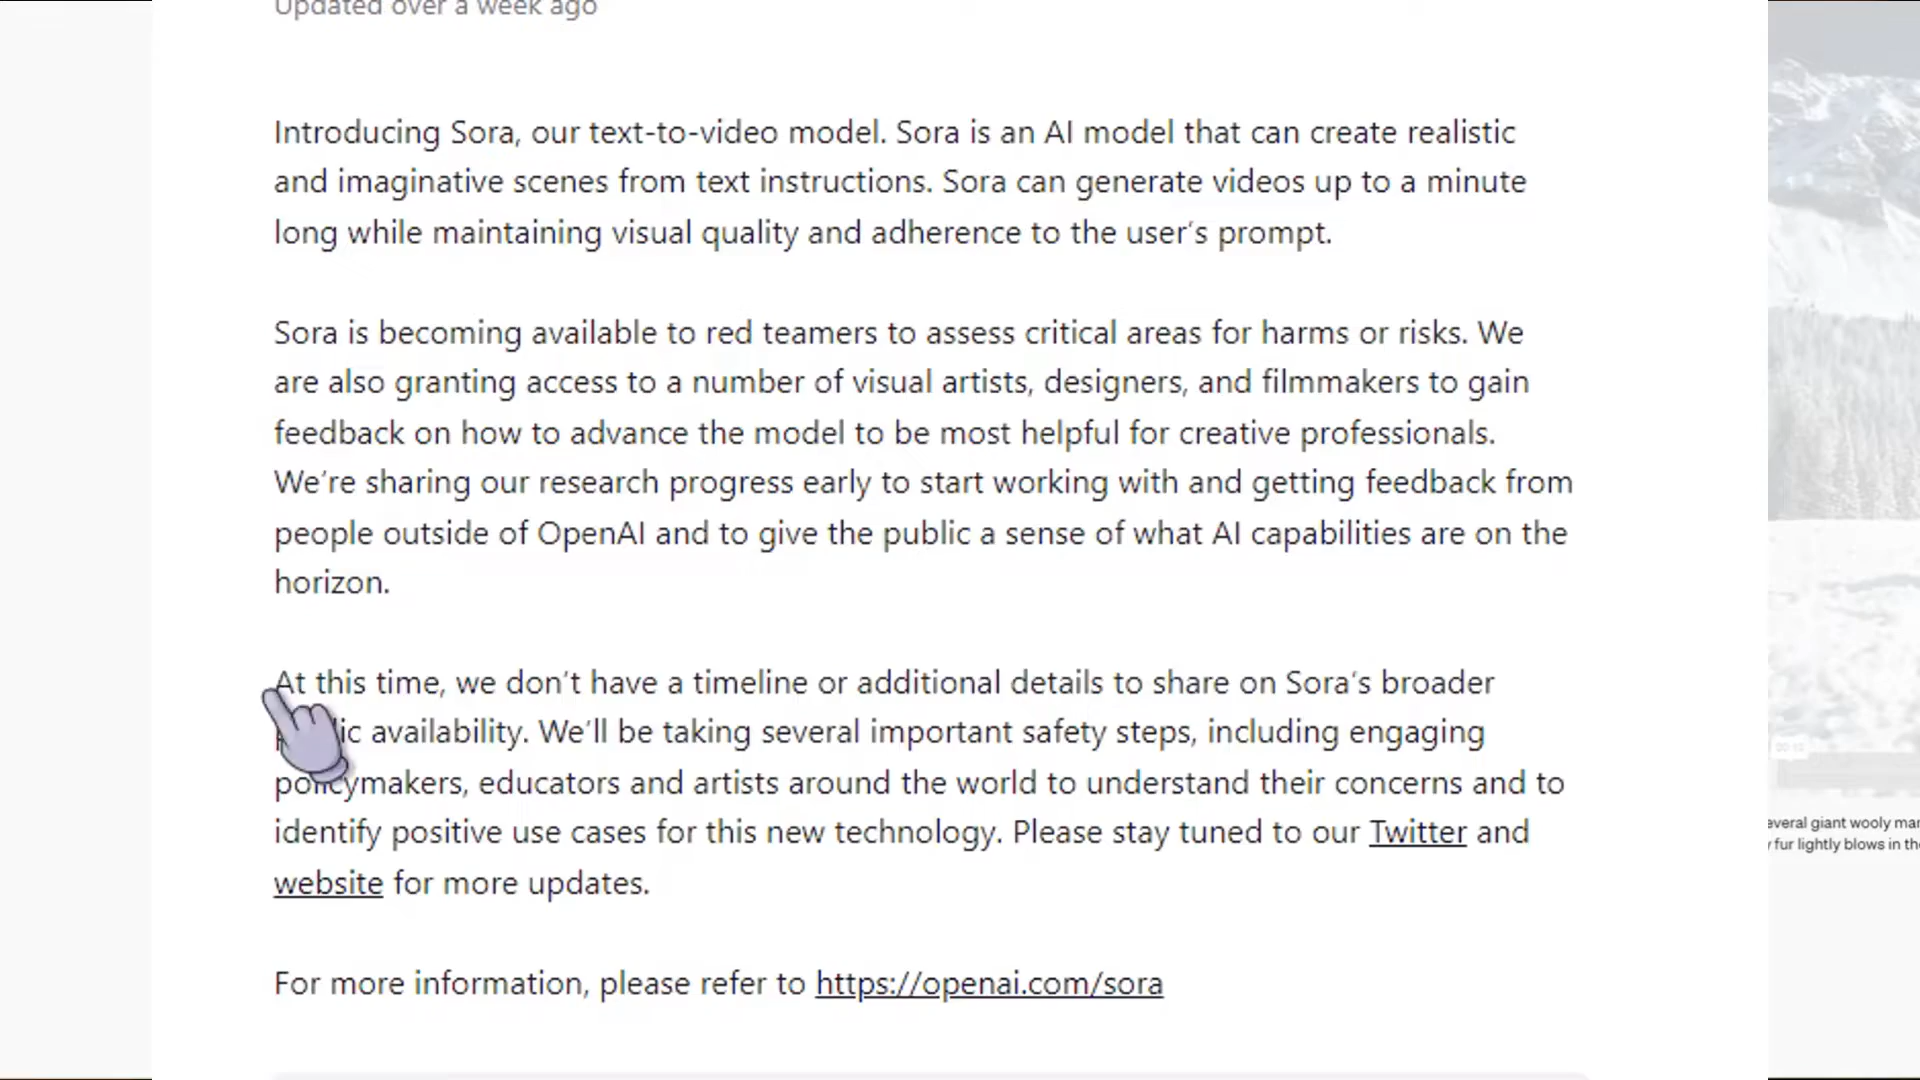 Updated over a week ago
Introducing Sora, our text-to-video model. Sora is an AI model that can create realistic
and imaginative scenes from text instructions. Sora can generate videos up to a minute
long while maintaining visual quality and adherence to the user's prompt.
Sora is becoming available to red teamers to assess critical areas for harms or risks. We
are also granting access to a number of visual artists, designers, and filmmakers to gain
feedback on how to advance the model to be most helpful for creative professionals.
We're sharing our research progress early to start working with and getting feedback from
people outside of OpenAI and to give the public a sense of what AI capabilities are on the
horizon.
At this time, we don't have a timeline or additional details to share on Sora's broader
availability. We'll be taking several important safety steps, including engaging
policymakers, educators and artists around the world to understand their concerns and to
identify positive use cases for this new technology. Please stay tuned to our Twitter and
website for more updates.
For more information, please refer to https://openai.com/sora
giant wooly
fur lightly blows in